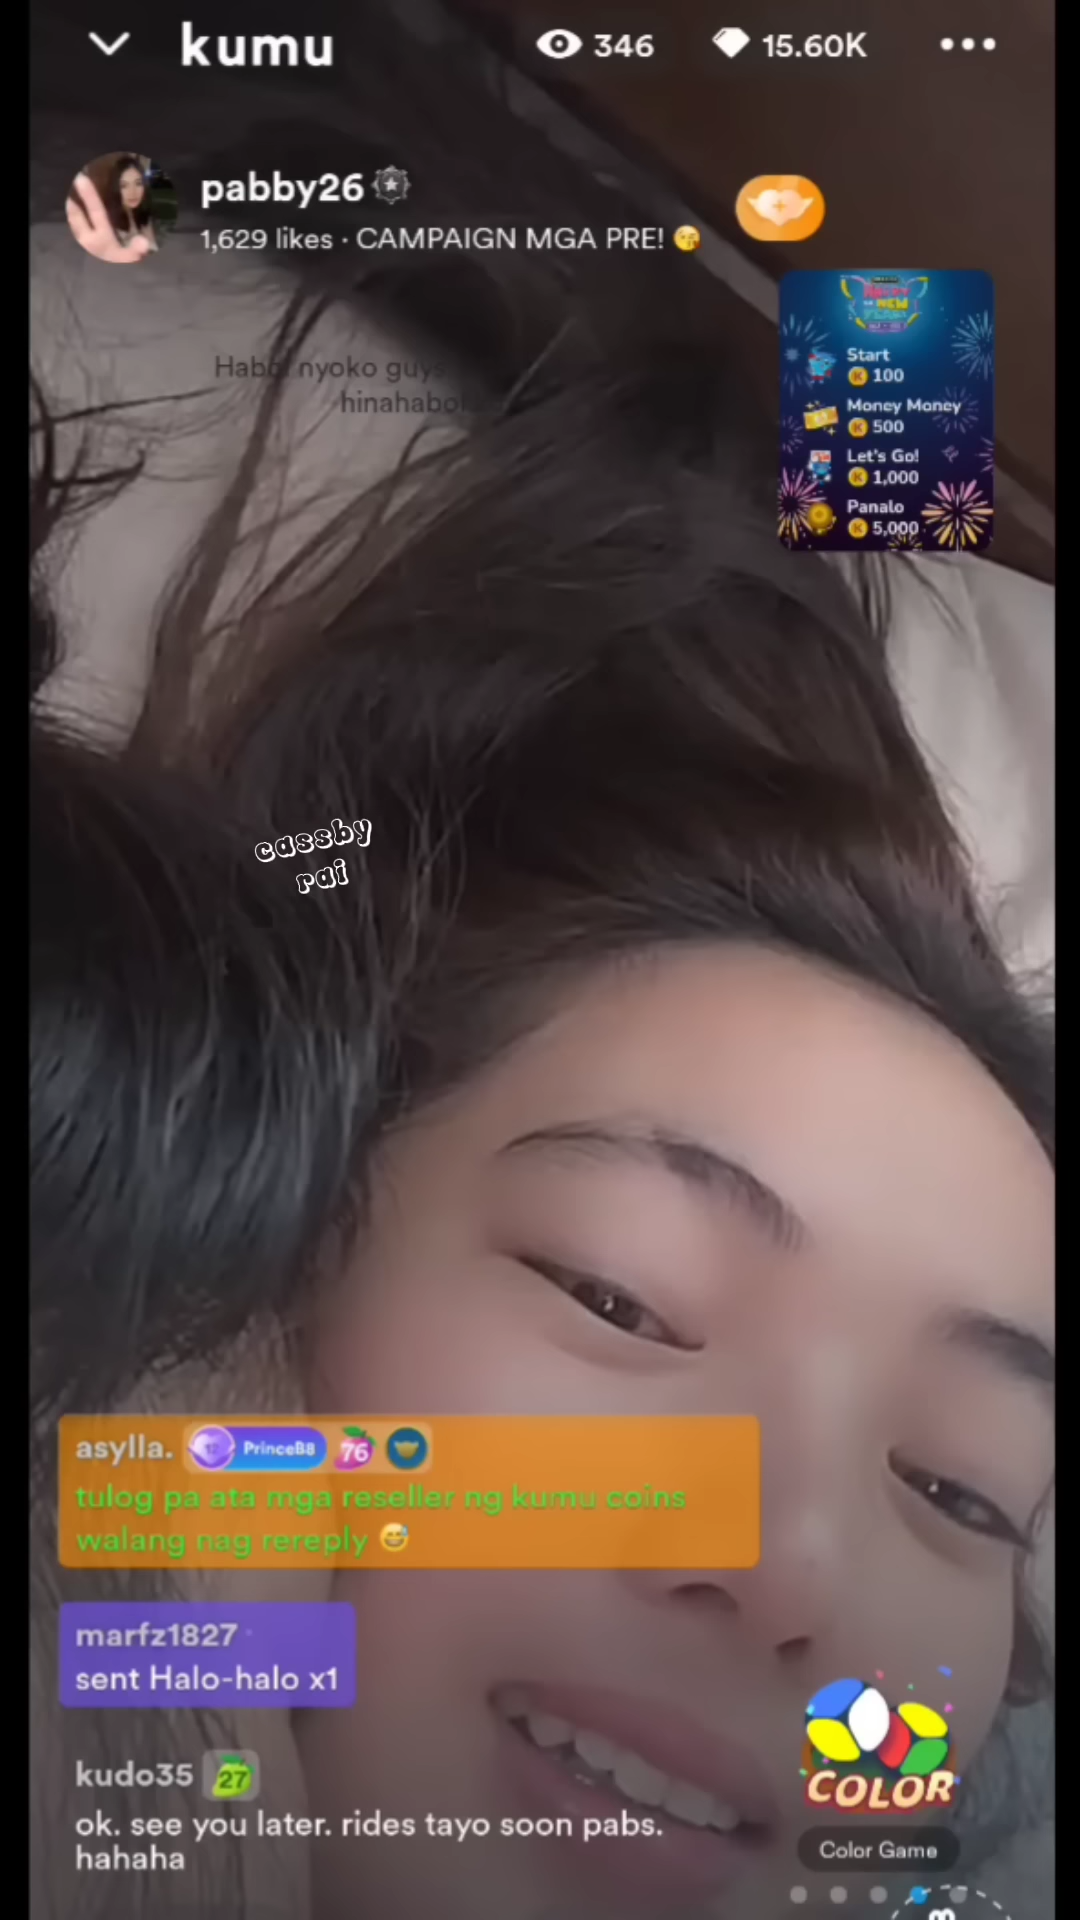 kumu 346 15.60K
pabby26
1,629 likes · CAMPAIGN MGA PRE! 😘
nyoko guys
Start
100
Money Money
500
Let's Go!
1,000
Panalo
5,000
cassby
rai
asylla. 17 PrinceB8 76
tulog pa ata mga reseller ng kumu coins
walang nag rereply 😅
marfz1827
sent Halo-halo x1
kudo35 27
ok. see you later. rides tayo soon pabs.
hahaha
COLOR
Color Game